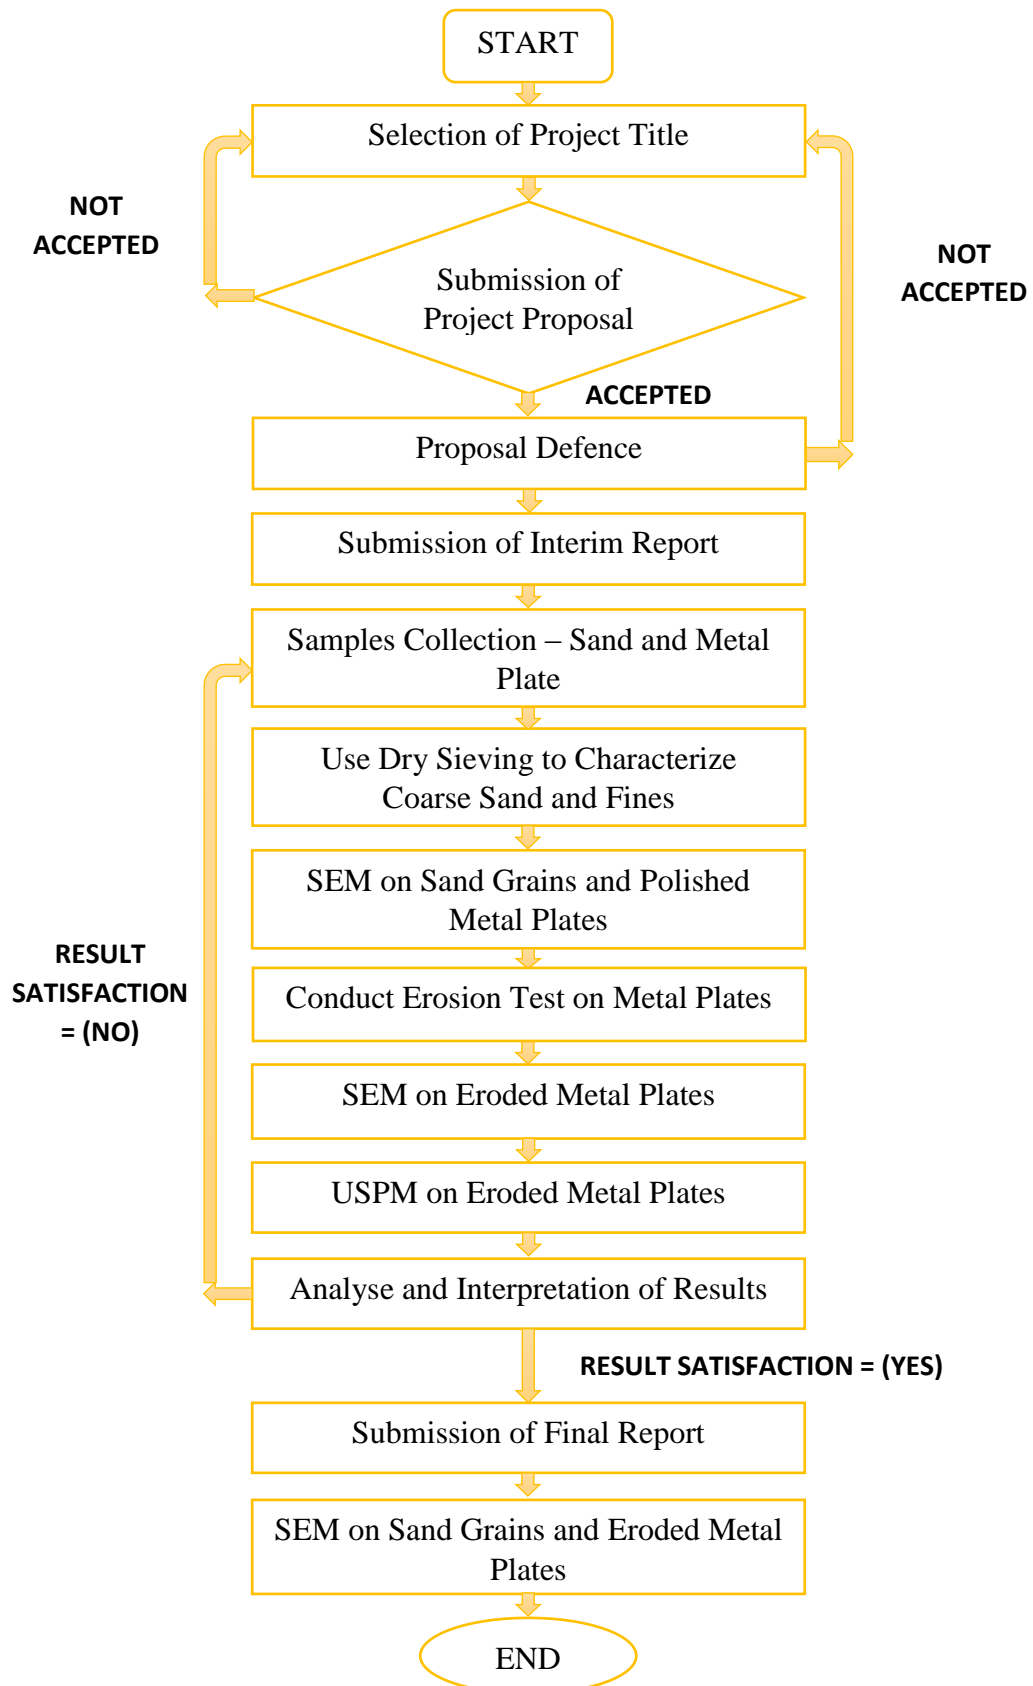 START
Selection of Project Title
NOT
ACCEPTED
NOT
ACCEPTED
Submission of
Project Proposal
ACCEPTED
Proposal Defence
Submission of Interim Report
Samples Collection – Sand and Metal
Plate
Use Dry Sieving to Characterize
Coarse Sand and Fines
SEM on Sand Grains and Polished
Metal Plates
RESULT
SATISFACTION
= (NO)
Conduct Erosion Test on Metal Plates
SEM on Eroded Metal Plates
USPM on Eroded Metal Plates
Analyse and Interpretation of Results
RESULT SATISFACTION = (YES)
Submission of Final Report
SEM on Sand Grains and Eroded Metal
Plates
END